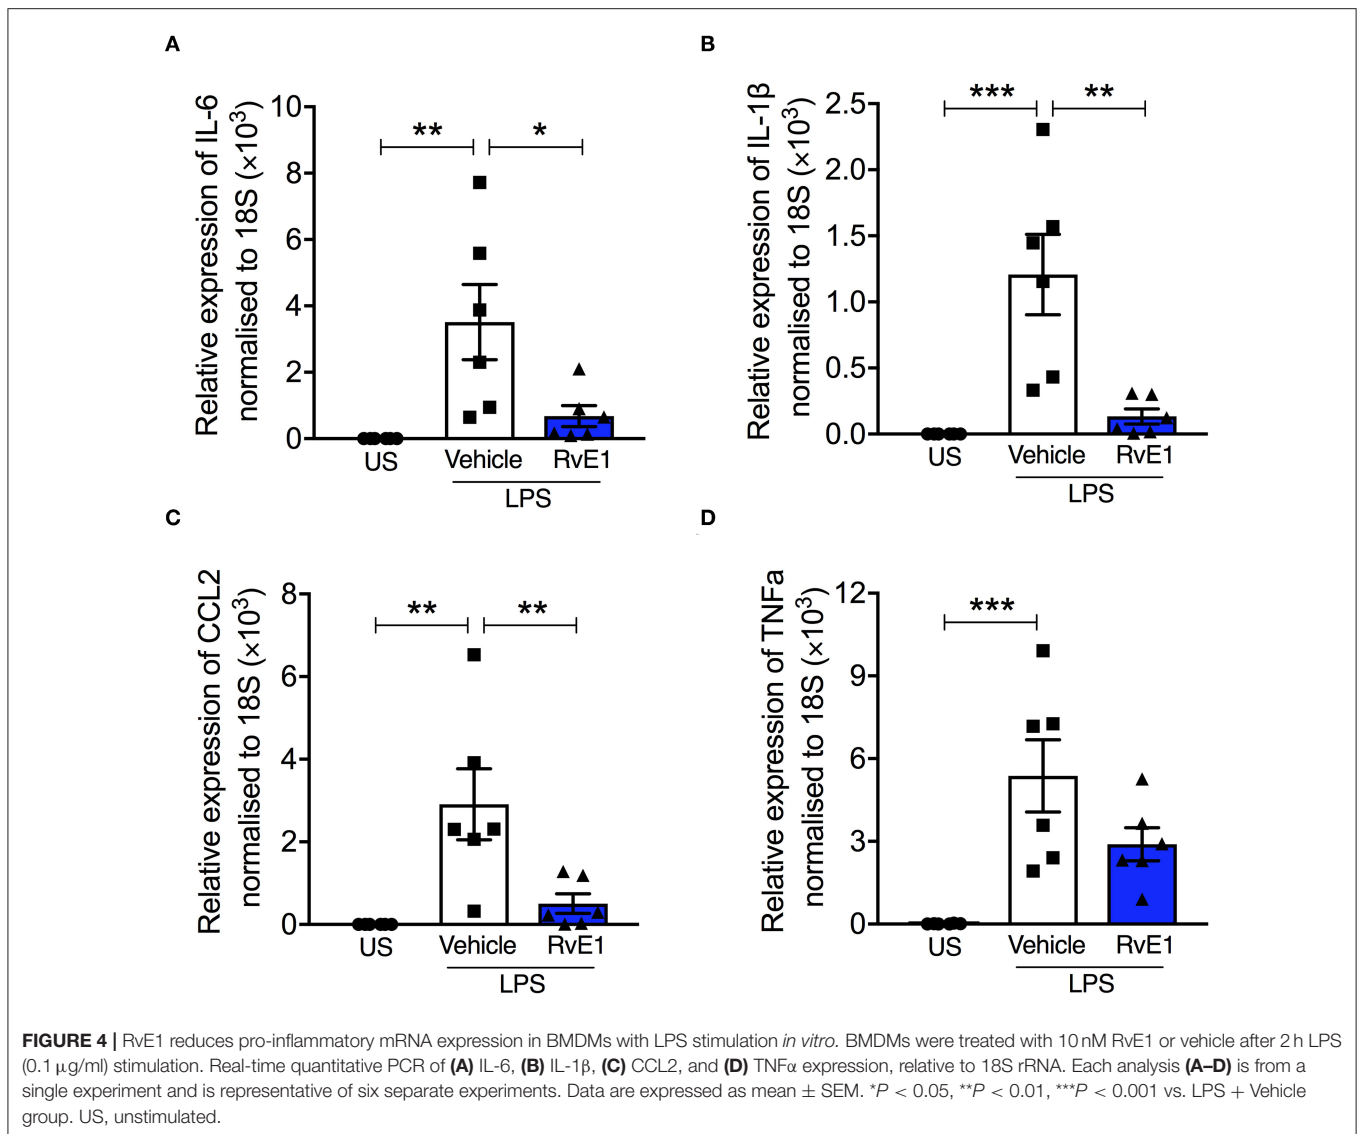 A
Relative expression of IL-6
normalised to 18S (×10³)
10
8
6
4
2
0
**
*
US
Vehicle
RvE1
LPS
B
Relative expression of IL-1β
normalised to 18S (×10³)
2.5
2.0
1.5
1.0
0.5
0.0
***
**
US
Vehicle
RvE1
LPS
C
Relative expression of CCL2
normalised to 18S (×10³)
8
6
4
2
0
**
**
US
Vehicle
RvE1
LPS
D
Relative expression of TNFa
normalised to 18S (×10³)
12
9
6
3
0
***
US
Vehicle
RvE1
LPS
FIGURE 4 | RvE1 reduces pro-inflammatory mRNA expression in BMDMs with LPS stimulation in vitro. BMDMs were treated with 10 nM RvE1 or vehicle after 2 h LPS
(0.1 μg/ml) stimulation. Real-time quantitative PCR of (A) IL-6, (B) IL-1β, (C) CCL2, and (D) TNFα expression, relative to 18S rRNA. Each analysis (A–D) is from a
single experiment and is representative of six separate experiments. Data are expressed as mean ± SEM. *P < 0.05, **P < 0.01, ***P < 0.001 vs. LPS + Vehicle
group. US, unstimulated.